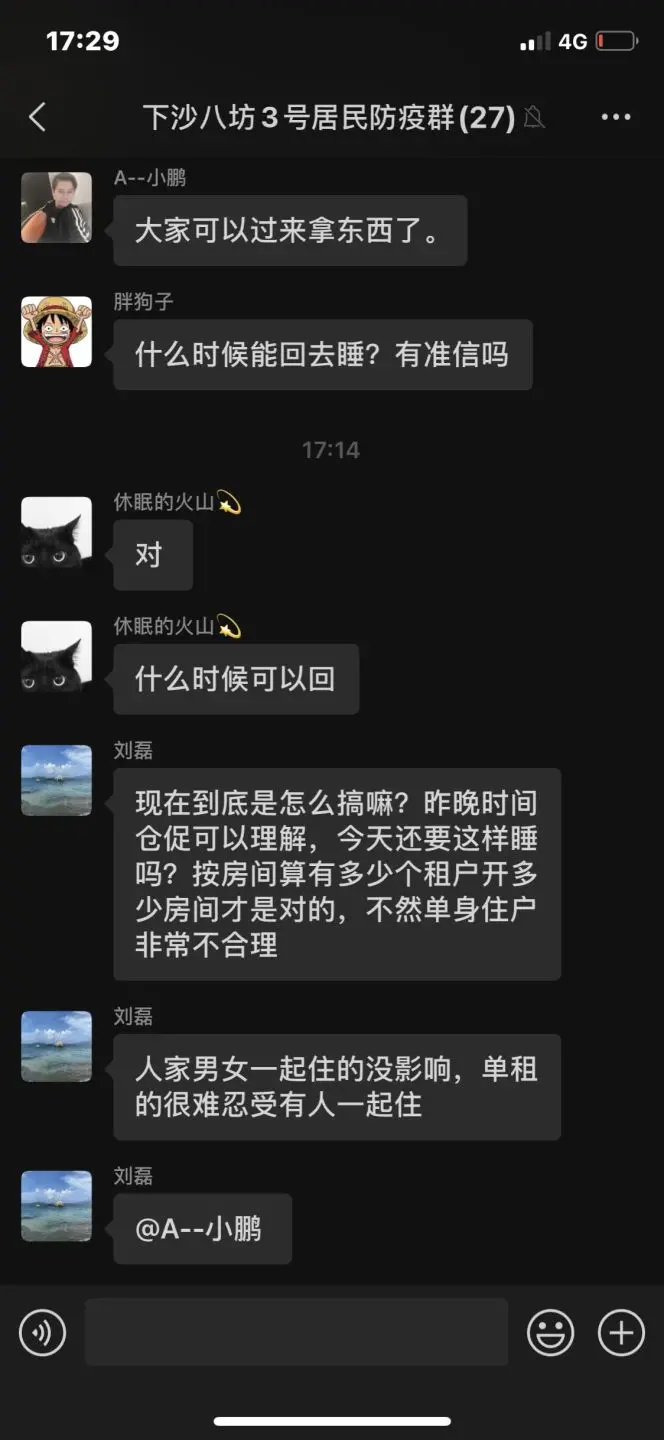 17:29
4G
下沙八坊3号居民防疫群(27)
A--小鹏
大家可以过来拿东西了。
胖狗子
什么时候能回去睡？有准信吗
17:14
休眠的火山💫
对
休眠的火山💫
什么时候可以回
刘磊
现在到底是怎么搞嘛？昨晚时间
仓促可以理解，今天还要这样睡
吗？按房间算有多少个租户开多
少房间才是对的，不然单身住户
非常不合理
刘磊
人家男女一起住的没影响，单租
的很难忍受有人一起住
刘磊
@A--小鹏